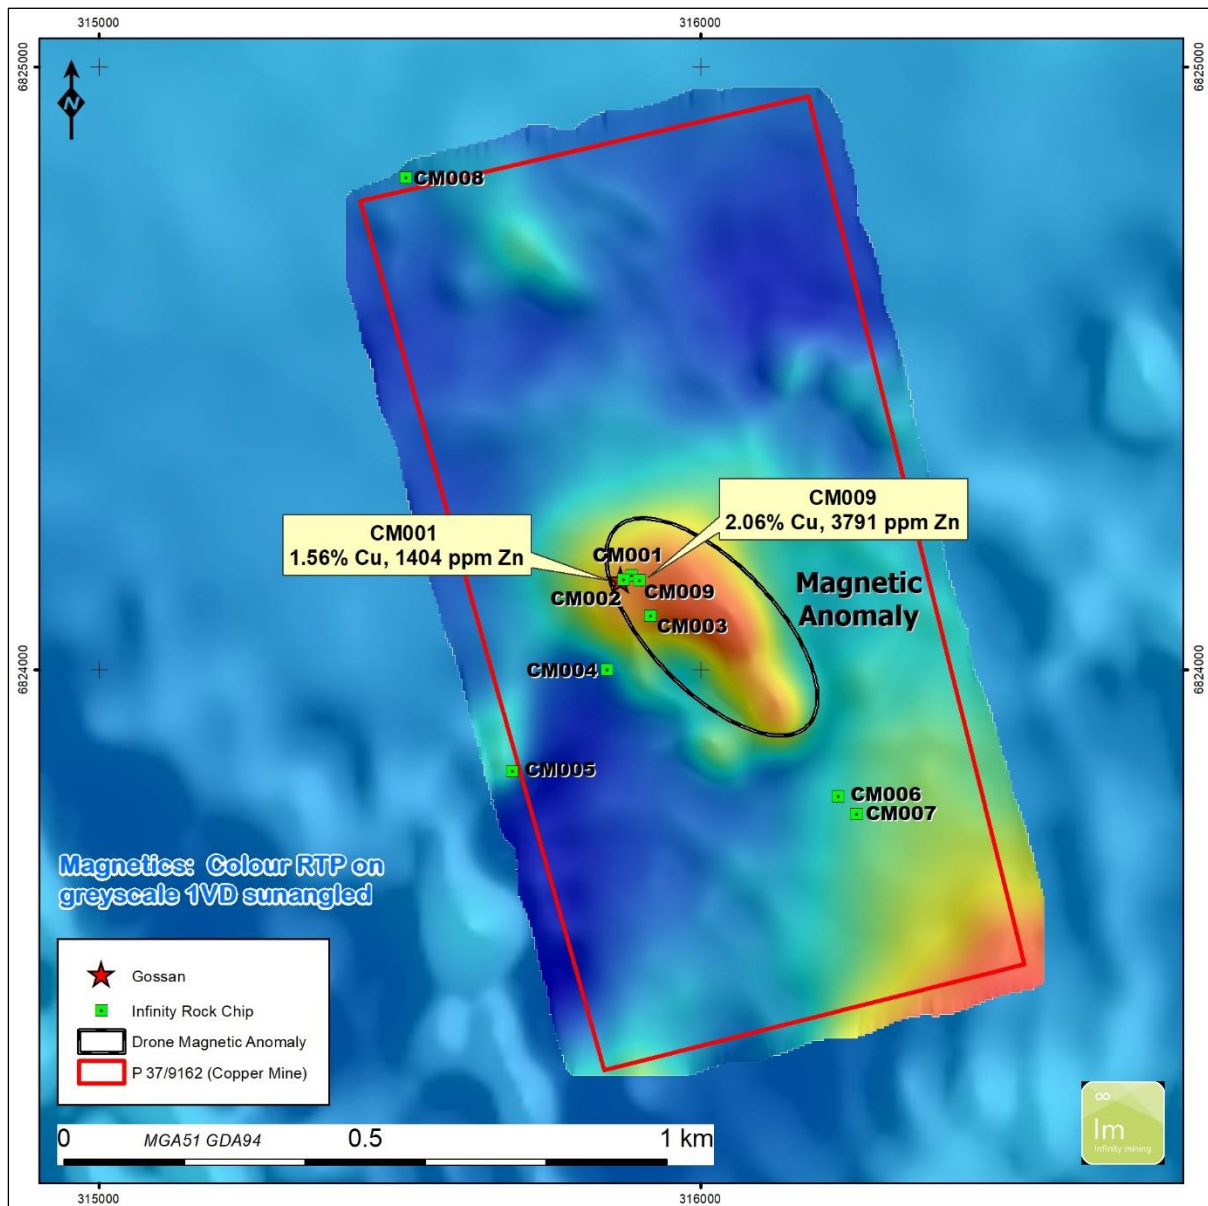 315000
316000
6825000
6825000
N
CM008
CM009
2.06% Cu, 3791 ppm Zn
CM001
1.56% Cu, 1404 ppm Zn
CM001
CM002
CM009
CM003
Magnetic
Anomaly
6824000
6824000
CM004
CM005
CM006
CM007
Magnetics: Colour RTP on
greyscale 1VD sunangled
Gossan
Infinity Rock Chip
Drone Magnetic Anomaly
P 37/9162 (Copper Mine)
0 MGA51 GDA94 0.5 1 km
∞
Im
infinity mining
315000
316000